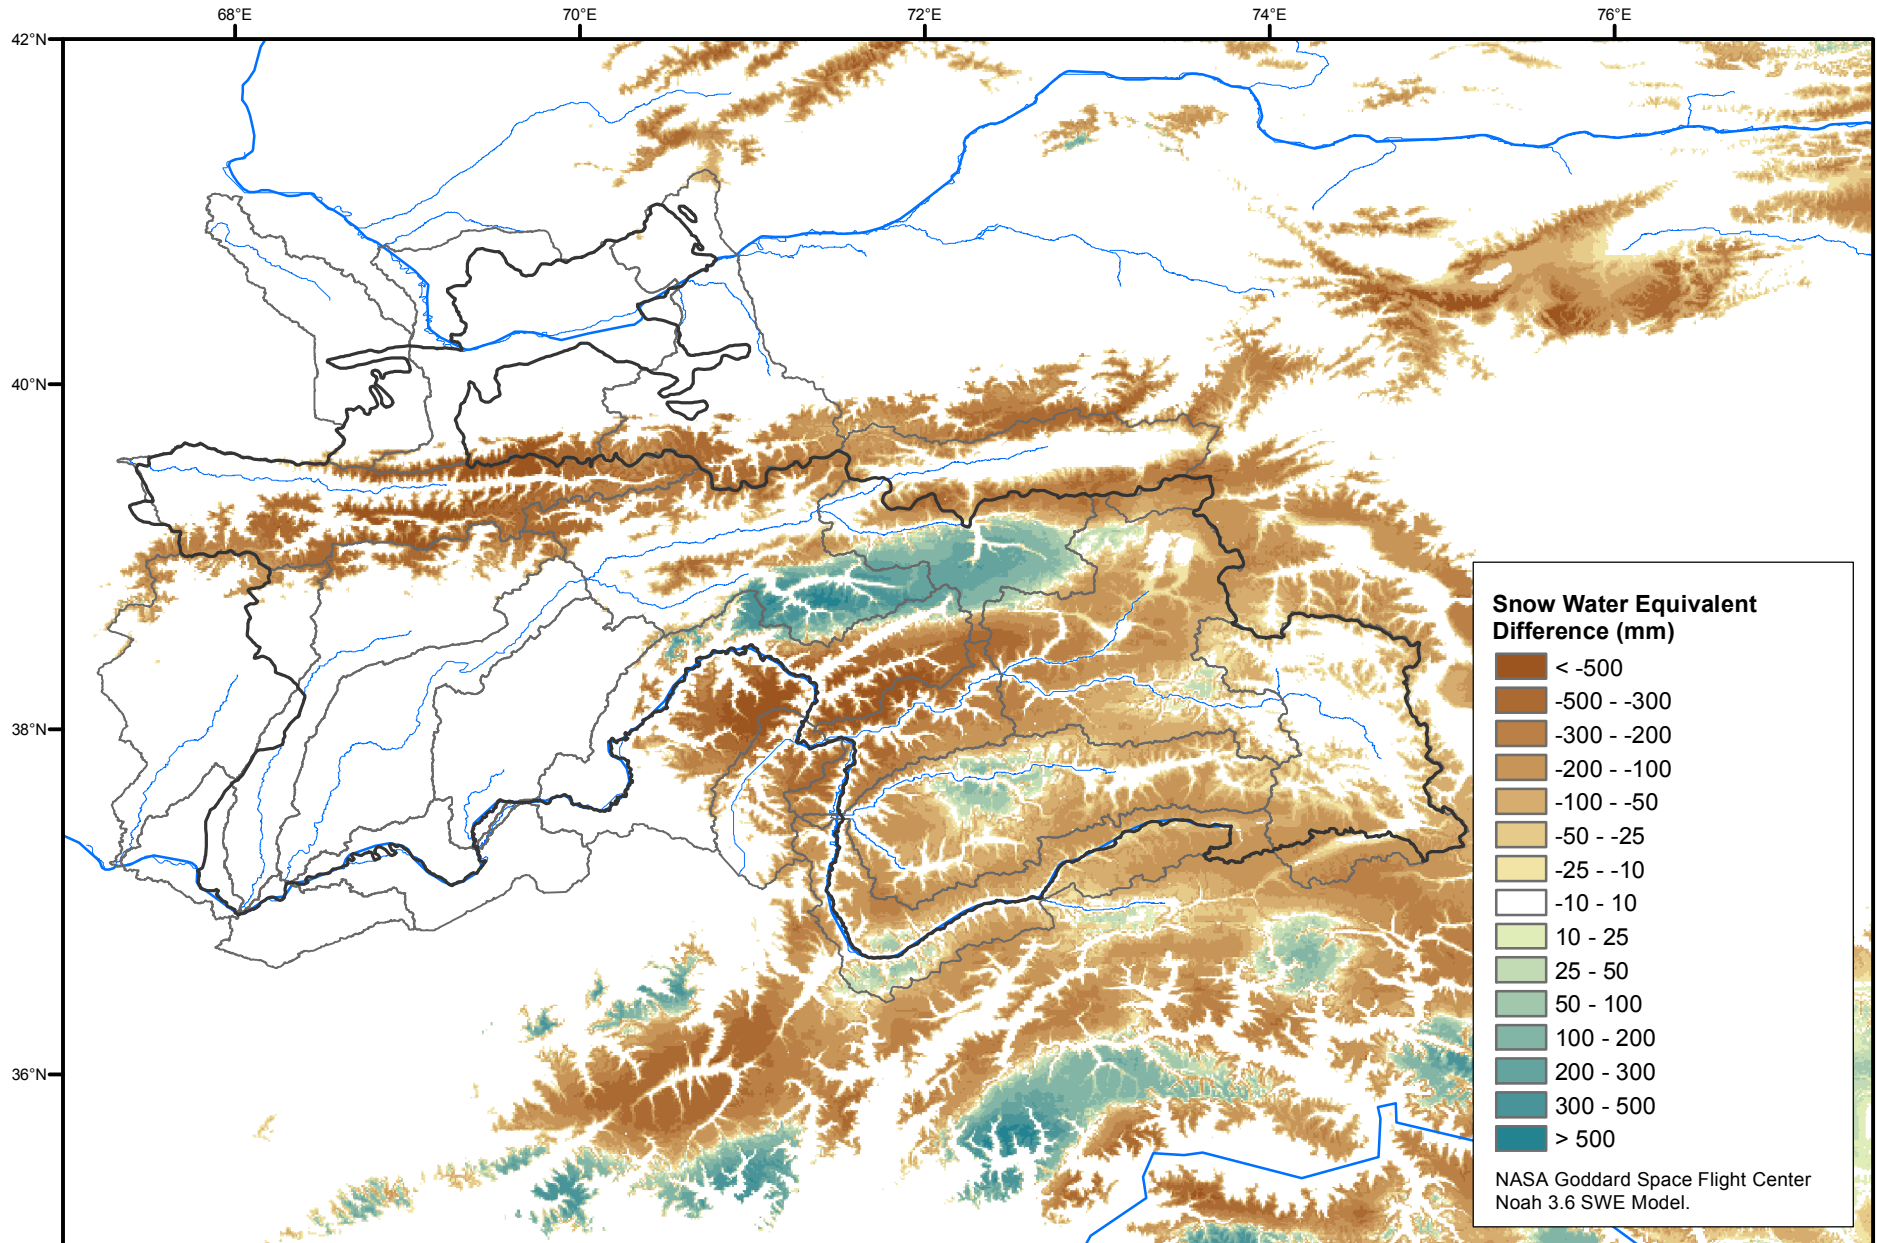 68°E 70°E 72°E 74°E 76°E
42°N
40°N
38°N
36°N
Snow Water Equivalent
Difference (mm)
< -500
-500 - -300
-300 - -200
-200 - -100
-100 - -50
-50 - -25
-25 - -10
-10 - 10
10 - 25
25 - 50
50 - 100
100 - 200
200 - 300
300 - 500
> 500
NASA Goddard Space Flight Center
Noah 3.6 SWE Model.